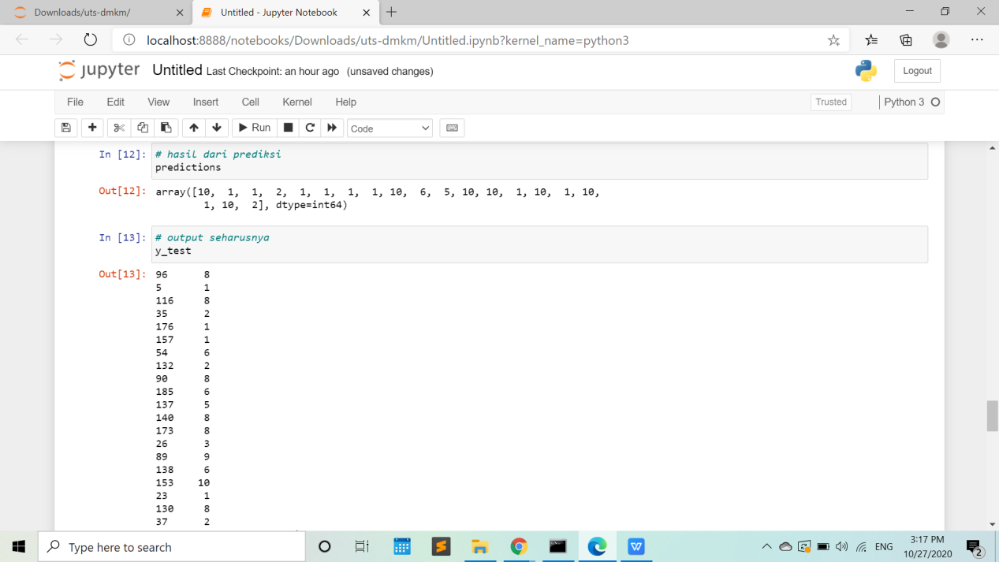 Downloads/uts-dmkm/
Untitled - Jupyter Notebook
localhost:8888/notebooks/Downloads/uts-dmkm/Untitled.ipynb?kernel_name=python3
jupyter Untitled Last Checkpoint: an hour ago (unsaved changes)
Logout
File Edit View Insert Cell Kernel Help
Trusted
Python 3
Run
Code
In [12]: # hasil dari prediksi
predictions
Out[12]: array([10, 1, 1, 2, 1, 1, 1, 1, 10, 6, 5, 10, 10, 1, 10, 1, 10,
1, 10, 2], dtype=int64)
In [13]: # output seharusnya
y_test
Out[13]: 96 8
5 1
116 8
35 2
176 1
157 1
54 6
132 2
90 8
185 6
137 5
140 8
173 8
26 3
89 9
138 6
153 10
23 1
130 8
37 2
Type here to search
ENG
3:17 PM
10/27/2020
2